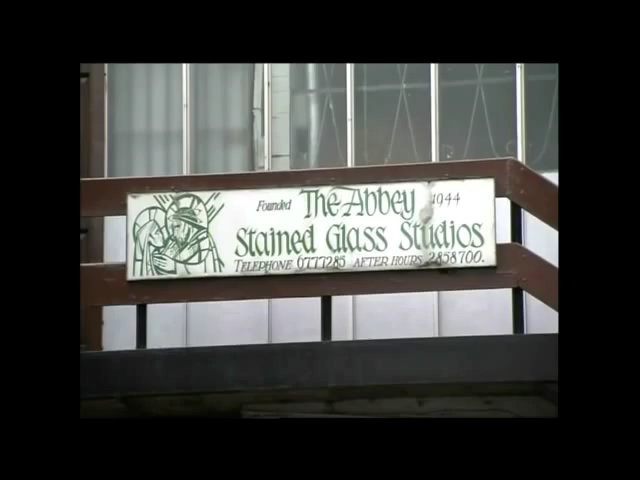 Founded The Abbey 1944
Stained Glass Studios
TELEPHONE 6777285 AFTER HOURS 2858700.